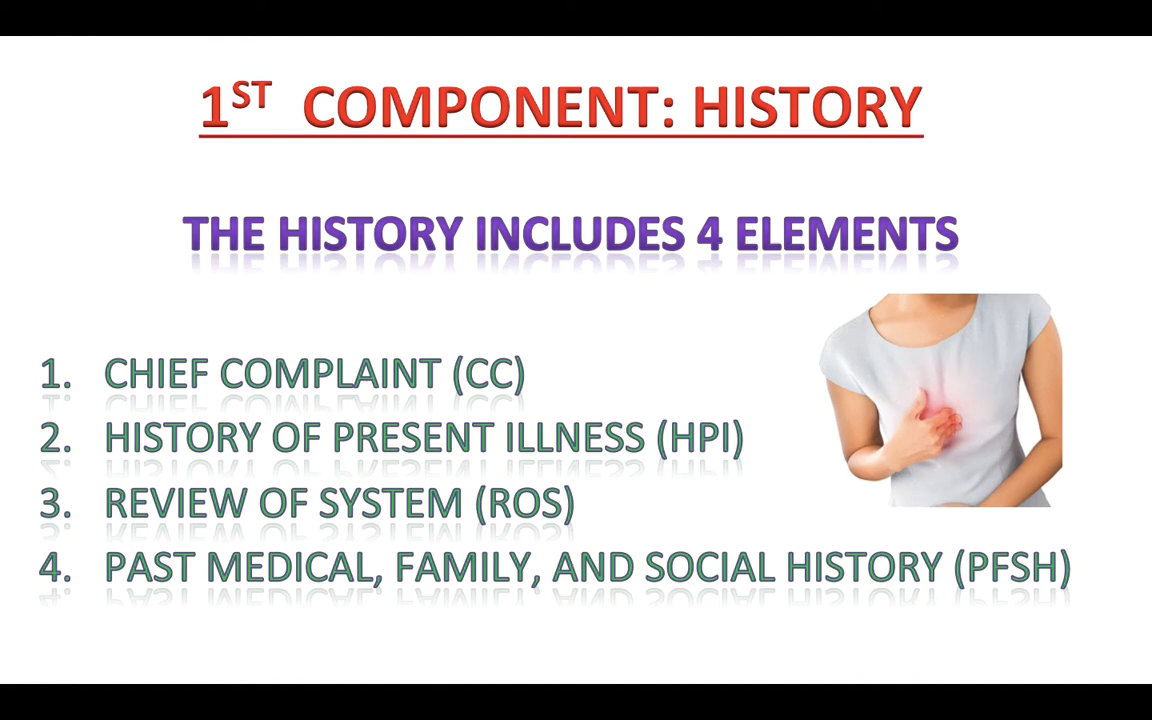 1ST COMPONENT: HISTORY
THE HISTORY INCLUDES 4 ELEMENTS
1. CHIEF COMPLAINT (CC)
2. HISTORY OF PRESENT ILLNESS (HPI)
3. REVIEW OF SYSTEM (ROS)
4. PAST MEDICAL, FAMILY, AND SOCIAL HISTORY (PFSH)